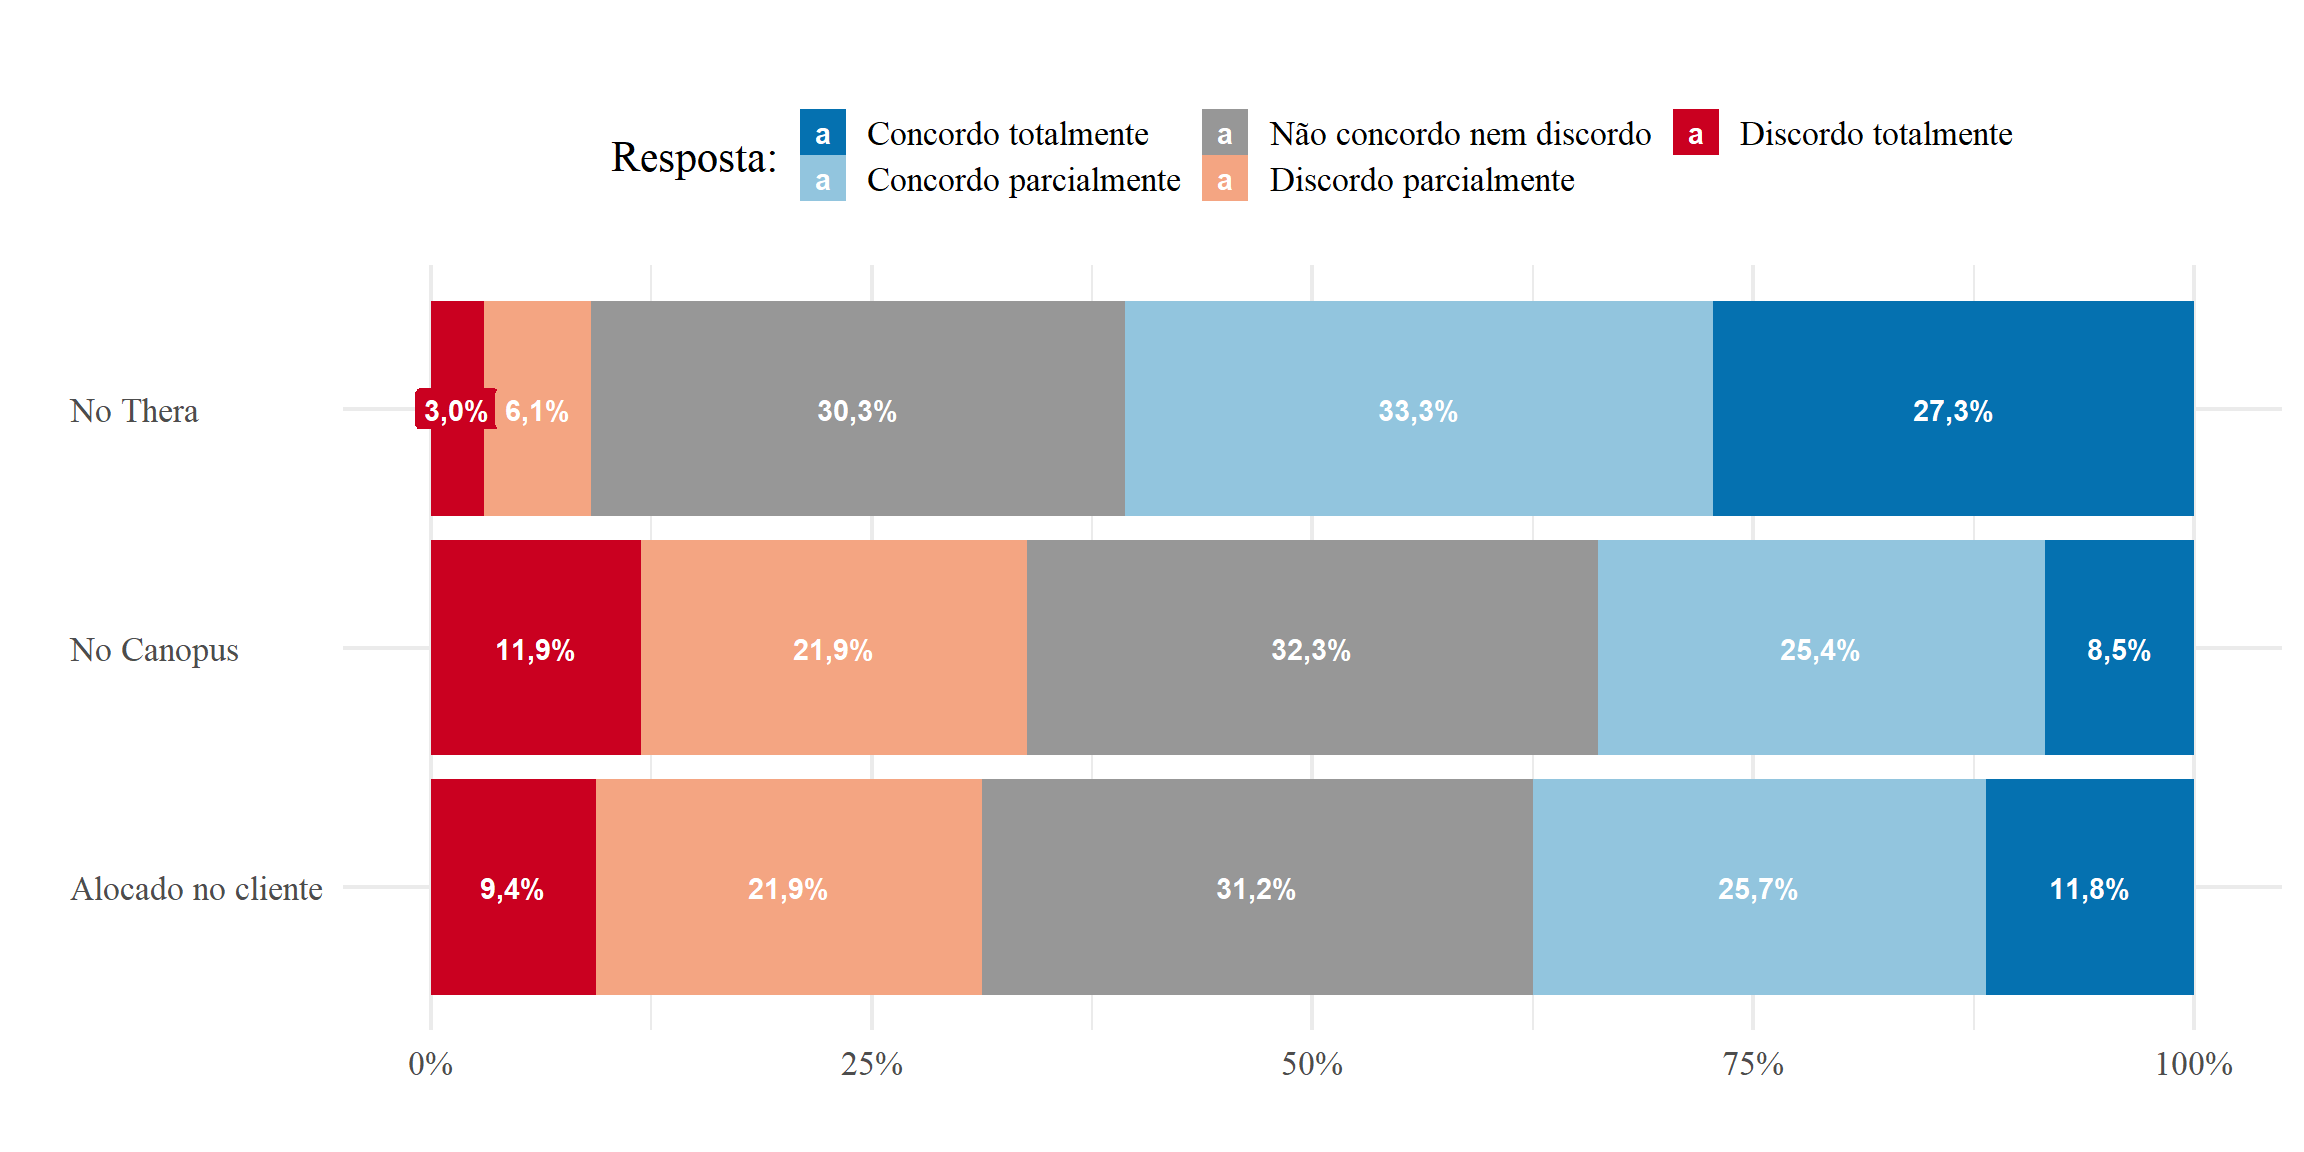 Resposta:
a Concordo totalmente
a Não concordo nem discordo
a Discordo totalmente
a Concordo parcialmente
a Discordo parcialmente
No Thera
3,0% 6,1% 30,3% 33,3% 27,3%
No Canopus
11,9% 21,9% 32,3% 25,4% 8,5%
Alocado no cliente
9,4% 21,9% 31,2% 25,7% 11,8%
0% 25% 50% 75% 100%